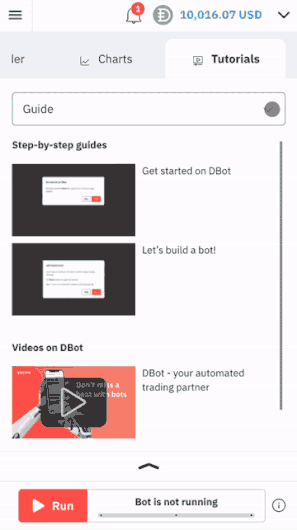 1
10,016.07 USD
ler
Charts
Tutorials
Guide
Step-by-step guides
Get started on DBot
Let's build a bot!
Videos on DBot
Don't miss a
beat with bots
DBot - your automated
trading partner
Run
Bot is not running